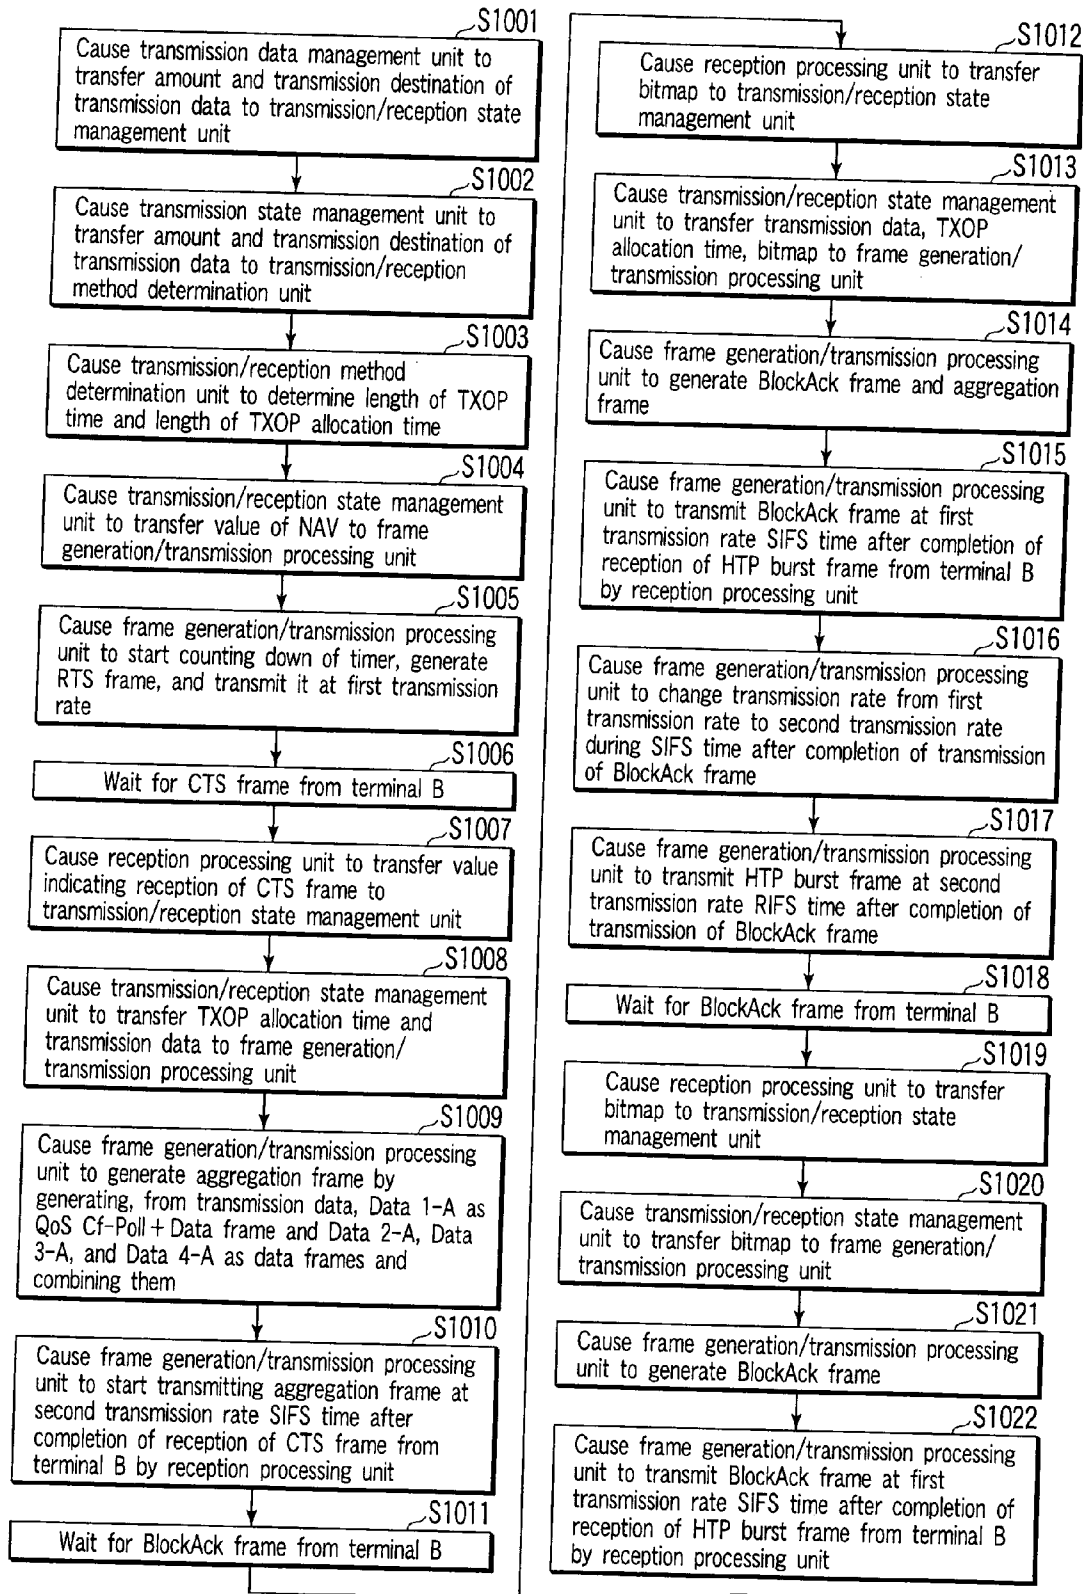 S1001
Cause transmission data management unit to
transfer amount and transmission destination of
transmission data to transmission/reception state
management unit
S1002
Cause transmission state management unit to
transfer amount and transmission destination of
transmission data to transmission/reception
method determination unit
S1003
Cause transmission/reception method
determination unit to determine length of TXOP
time and length of TXOP allocation time
S1004
Cause transmission/reception state management
unit to transfer value of NAV to frame
generation/transmission processing unit
S1005
Cause frame generation/transmission processing
unit to start counting down of timer, generate
RTS frame, and transmit it at first transmission
rate
S1006
Wait for CTS frame from terminal B
S1007
Cause reception processing unit to transfer value
indicating reception of CTS frame to
transmission/reception state management unit
S1008
Cause transmission/reception state management
unit to transfer TXOP allocation time and
transmission data to frame generation/
transmission processing unit
S1009
Cause frame generation/transmission processing
unit to generate aggregation frame by
generating, from transmission data, Data 1-A as
QoS Cf-Poll+Data frame and Data 2-A, Data
3-A, and Data 4-A as data frames and
combining them
S1010
Cause frame generation/transmission processing
unit to start transmitting aggregation frame at
second transmission rate SIFS time after
completion of reception of CTS frame from
terminal B by reception processing unit
S1011
Wait for BlockAck frame from terminal B
S1012
Cause reception processing unit to transfer
bitmap to transmission/reception state
management unit
S1013
Cause transmission/reception state management
unit to transfer transmission data, TXOP
allocation time, bitmap to frame generation/
transmission processing unit
S1014
Cause frame generation/transmission processing
unit to generate BlockAck frame and aggregation
frame
S1015
Cause frame generation/transmission processing
unit to transmit BlockAck frame at first
transmission rate SIFS time after completion of
reception of HTP burst frame from terminal B
by reception processing unit
S1016
Cause frame generation/transmission processing
unit to change transmission rate from first
transmission rate to second transmission rate
during SIFS time after completion of transmission
of BlockAck frame
S1017
Cause frame generation/transmission processing
unit to transmit HTP burst frame at second
transmission rate RIFS time after completion of
transmission of BlockAck frame
S1018
Wait for BlockAck frame from terminal B
S1019
Cause reception processing unit to transfer
bitmap to transmission/reception state
management unit
S1020
Cause transmission/reception state management
unit to transfer bitmap to frame generation/
transmission processing unit
S1021
Cause frame generation/transmission processing
unit to generate BlockAck frame
S1022
Cause frame generation/transmission processing
unit to transmit BlockAck frame at first
transmission rate SIFS time after completion of
reception of HTP burst frame from terminal B
by reception processing unit